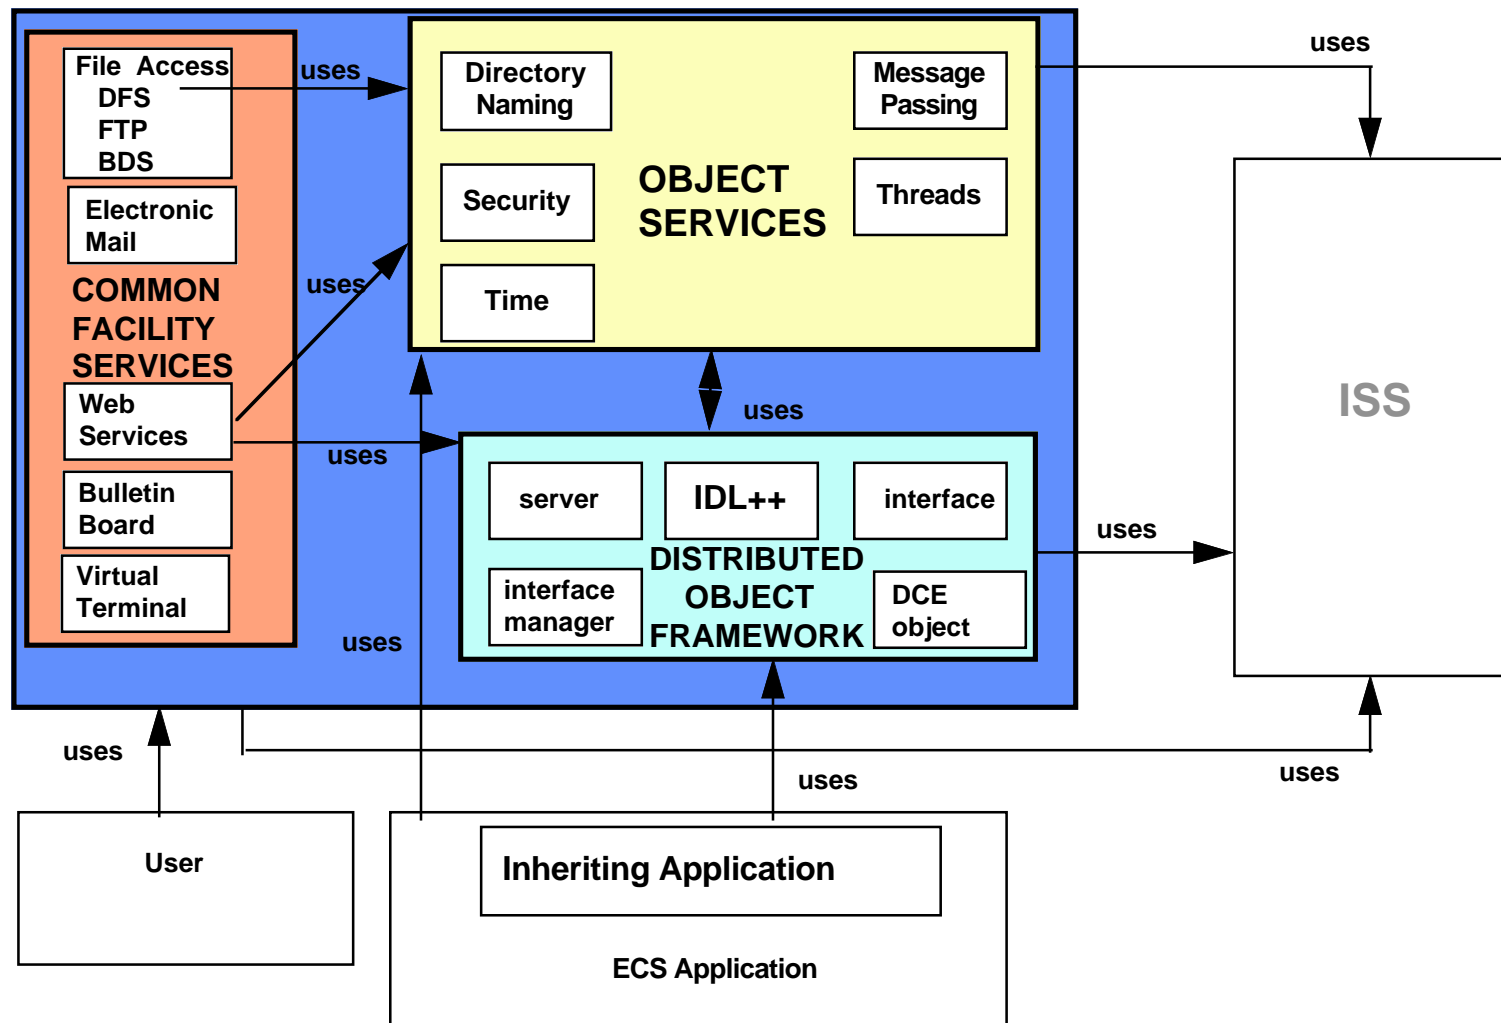 File Access
DFS
FTP
BDS
Electronic
Mail
COMMON
FACILITY
SERVICES
Web
Services
Bulletin
Board
Virtual
Terminal
uses
uses
uses
Directory
Naming
Message
Passing
Security
OBJECT
SERVICES
Threads
Time
uses
uses
server
IDL++
interface
DISTRIBUTED
OBJECT
FRAMEWORK
interface
manager
DCE
object
uses
uses
ISS
uses
uses
uses
User
Inheriting Application
ECS Application